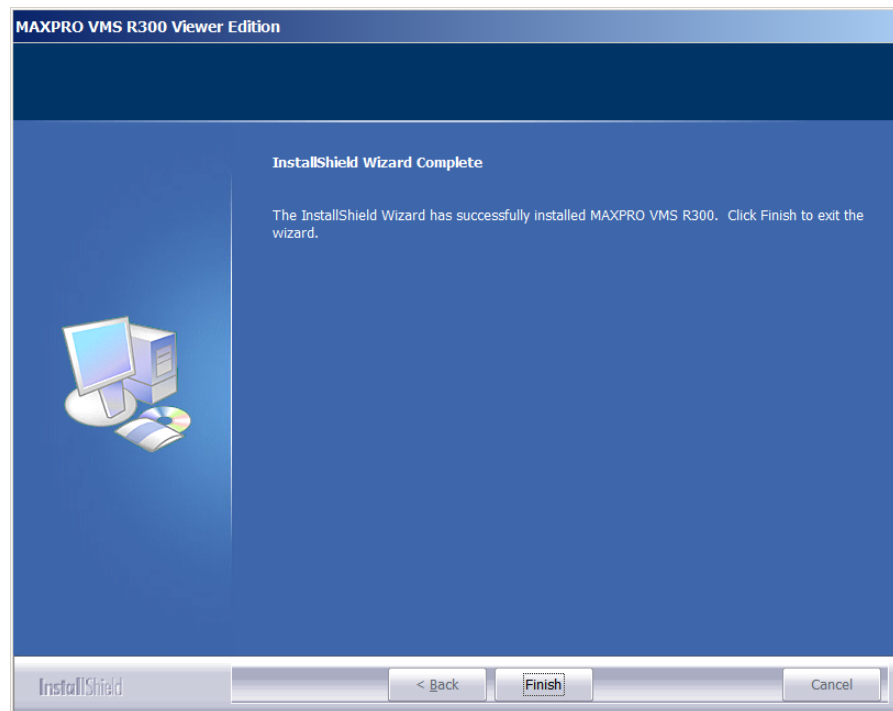 MAXPRO VMS R300 Viewer Edition
InstallShield Wizard Complete
The InstallShield Wizard has successfully installed MAXPRO VMS R300. Click Finish to exit the
wizard.
InstallShield
< Back
Finish
Cancel